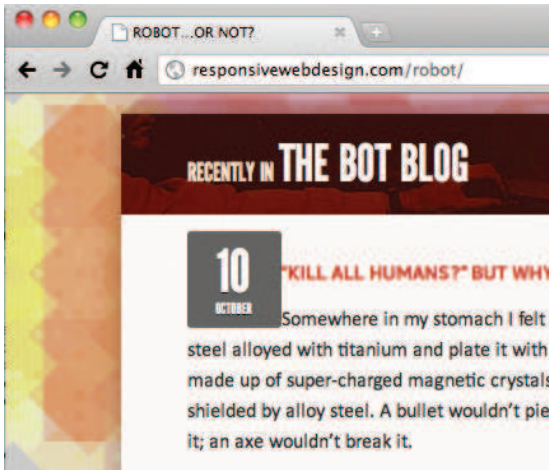 ROBOT...OR NOT?
responsivewebdesign.com/robot/
RECENTLY IN THE BOT BLOG
10
OCTOBER
"KILL ALL HUMANS?" BUT WHY
Somewhere in my stomach I felt
steel alloyed with titanium and plate it with
made up of super-charged magnetic crystals
shielded by alloy steel. A bullet wouldn't pie
it; an axe wouldn't break it.